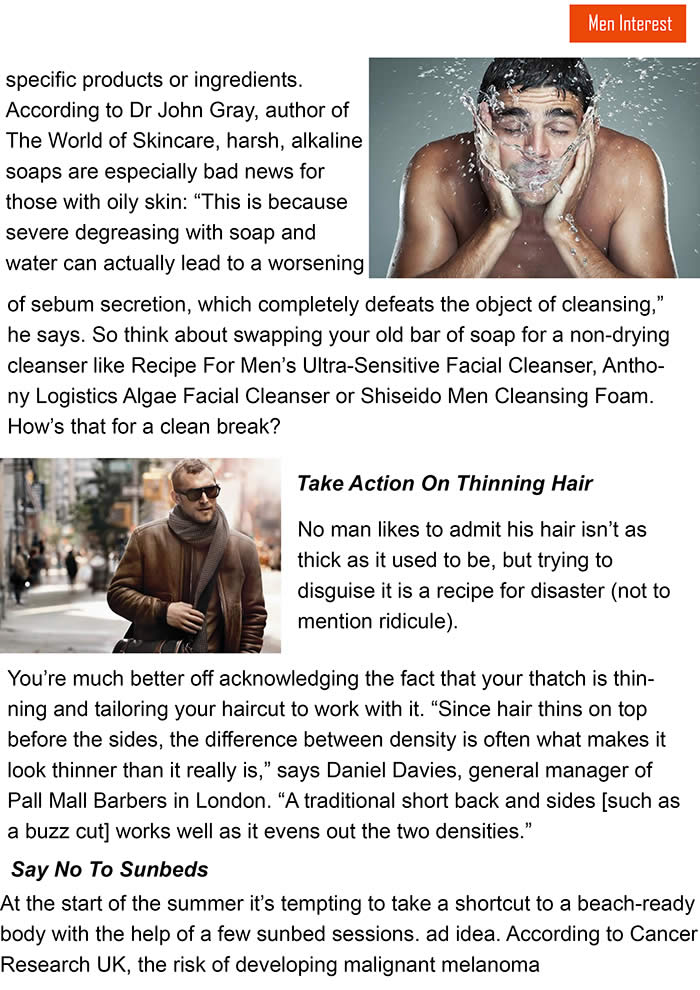 Men Interest
specific products or ingredients.
According to Dr John Gray, author of
The World of Skincare, harsh, alkaline
soaps are especially bad news for
those with oily skin: “This is because
severe degreasing with soap and
water can actually lead to a worsening
of sebum secretion, which completely defeats the object of cleansing,”
he says. So think about swapping your old bar of soap for a non-drying
cleanser like Recipe For Men’s Ultra-Sensitive Facial Cleanser, Antho-
ny Logistics Algae Facial Cleanser or Shiseido Men Cleansing Foam.
How’s that for a clean break?
Take Action On Thinning Hair
No man likes to admit his hair isn’t as
thick as it used to be, but trying to
disguise it is a recipe for disaster (not to
mention ridicule).
You’re much better off acknowledging the fact that your thatch is thin-
ning and tailoring your haircut to work with it. “Since hair thins on top
before the sides, the difference between density is often what makes it
look thinner than it really is,” says Daniel Davies, general manager of
Pall Mall Barbers in London. “A traditional short back and sides [such as
a buzz cut] works well as it evens out the two densities.”
Say No To Sunbeds
At the start of the summer it’s tempting to take a shortcut to a beach-ready
body with the help of a few sunbed sessions. ad idea. According to Cancer
Research UK, the risk of developing malignant melanoma